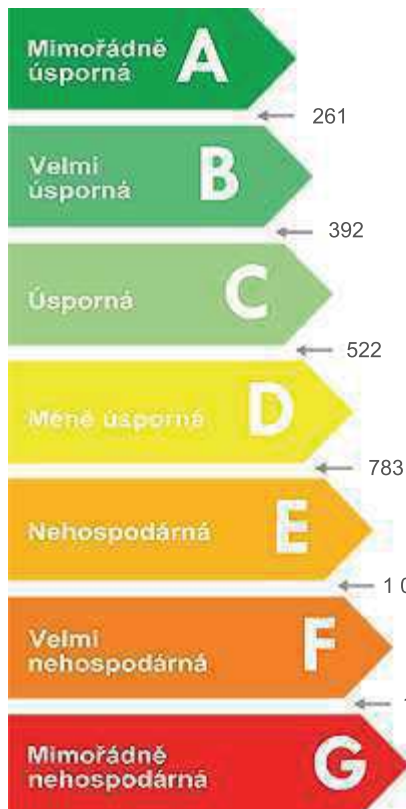 Mimořádně
úsporná
A
261
Velmi
úsporná
B
392
Úsporná
C
522
Méně úsporná
D
783
Nehospodárná
E
Velmi
nehospodárná
F
Mimořádně
nehospodárná
G